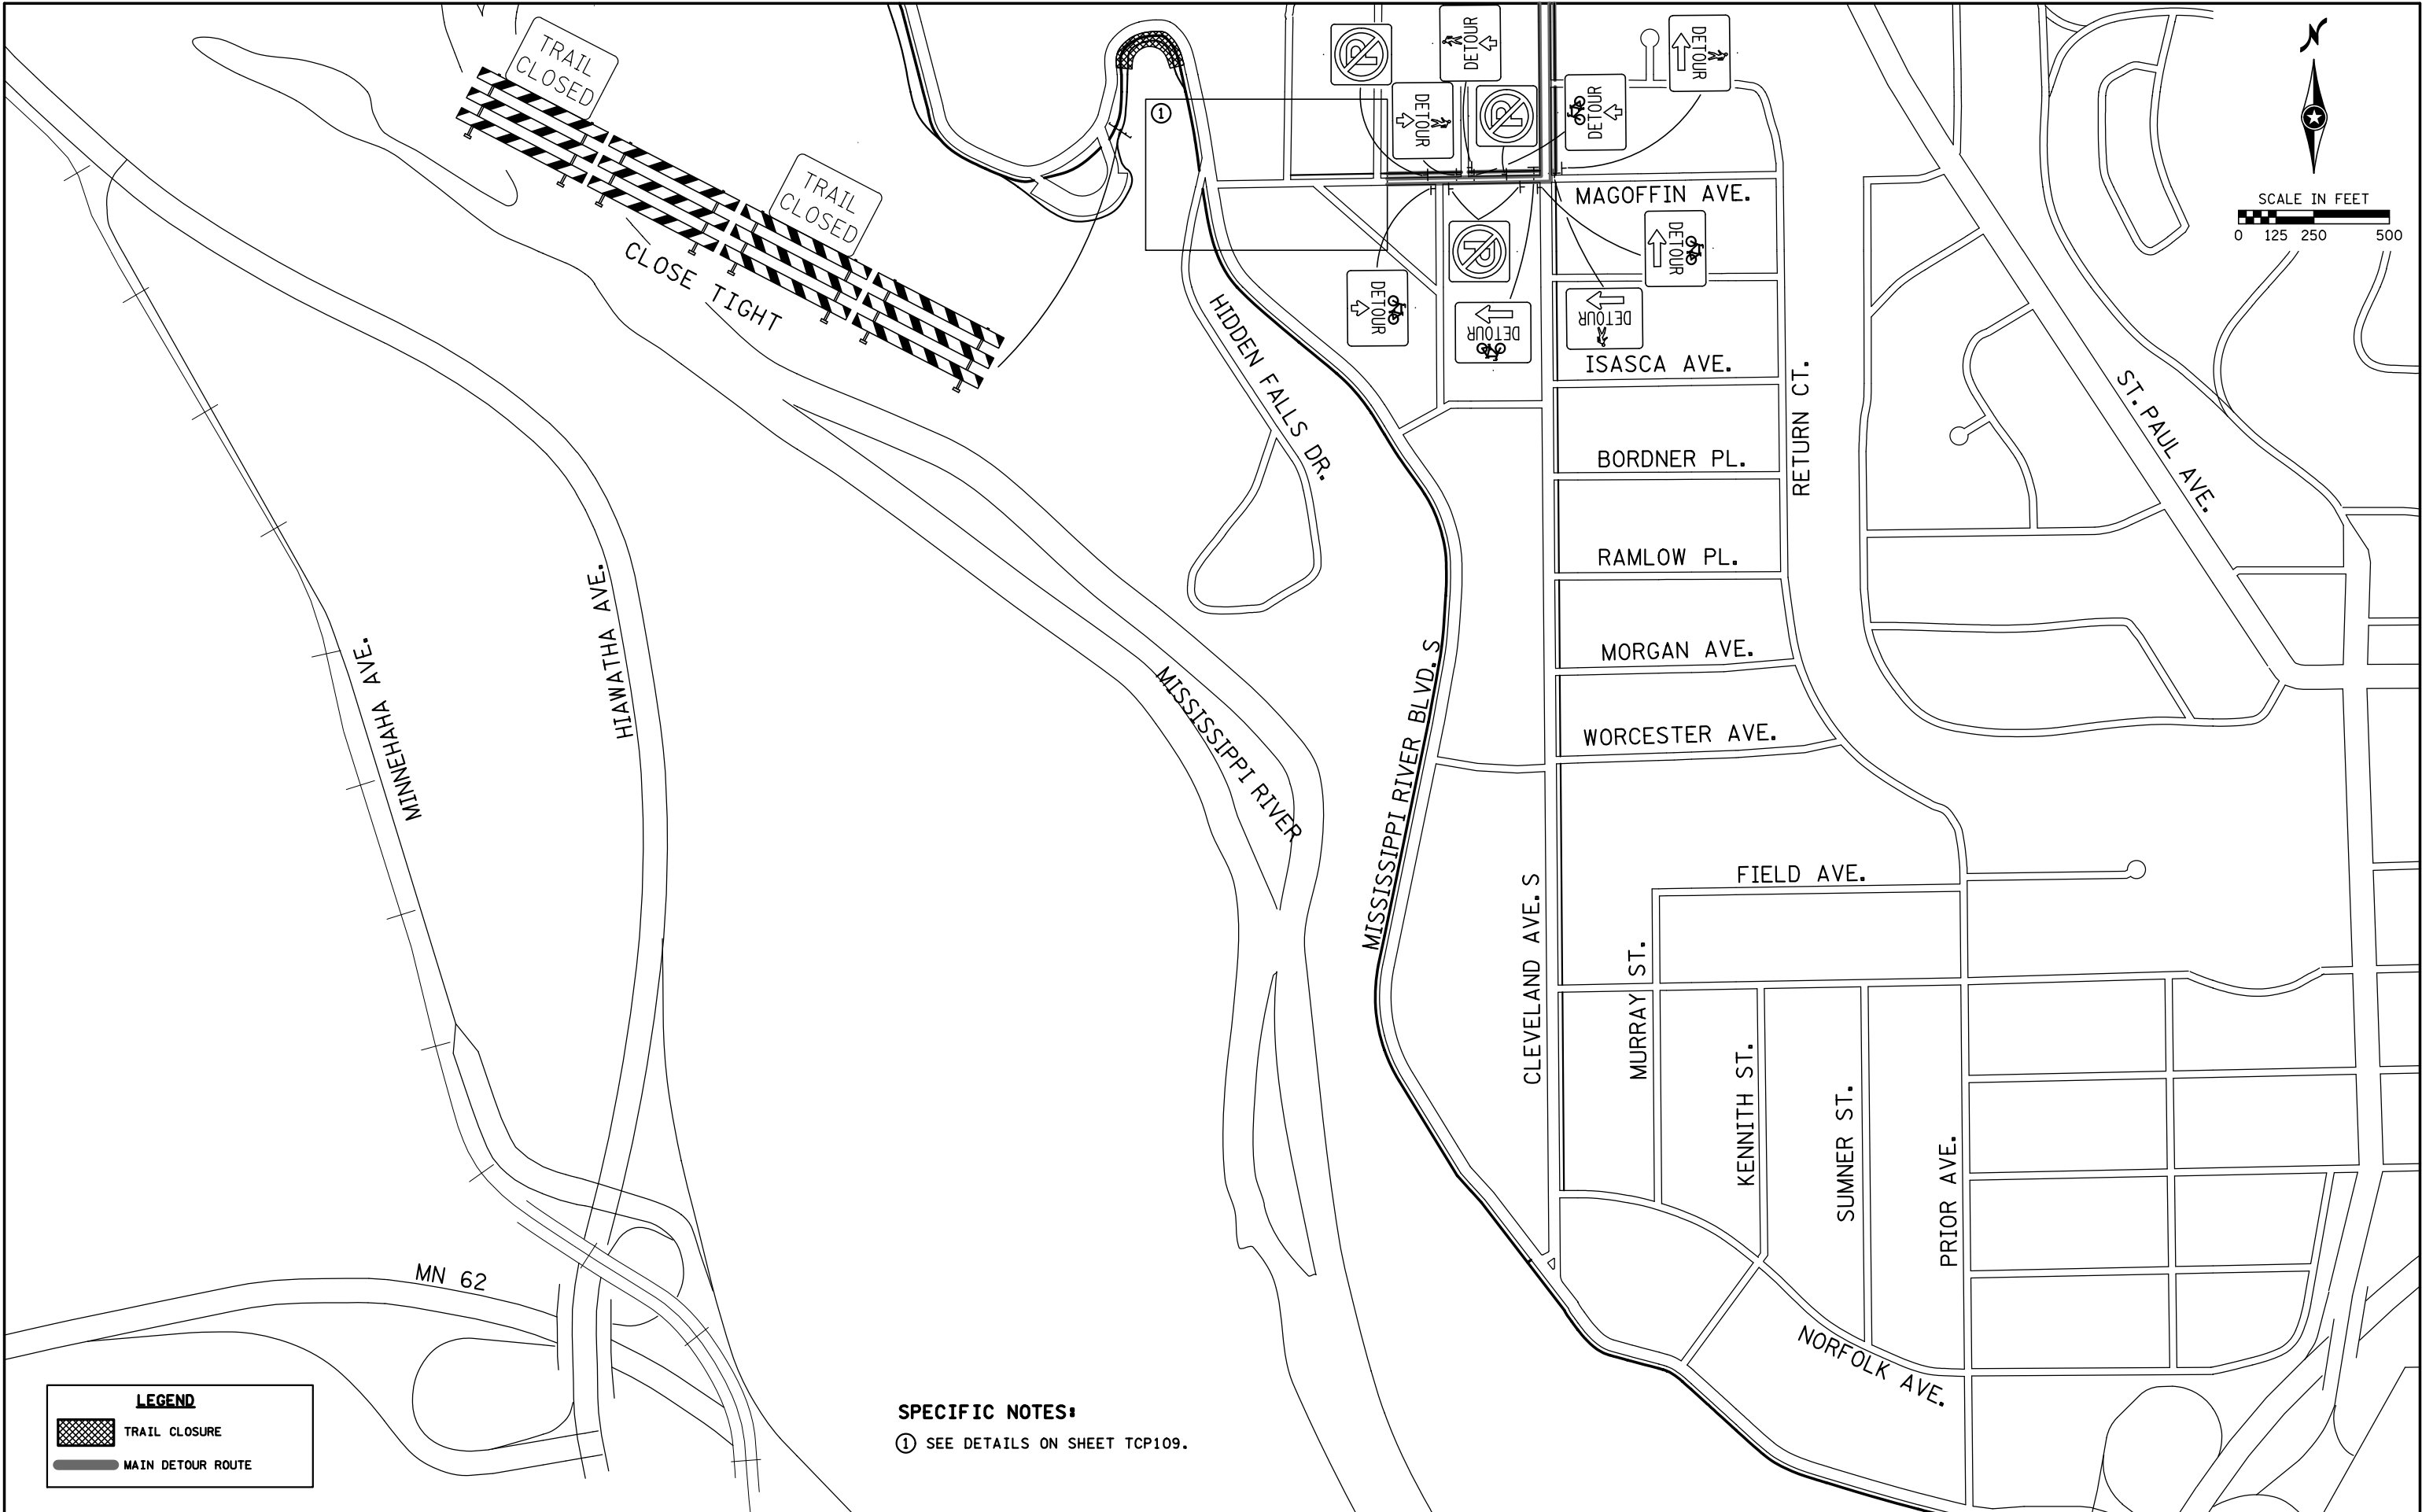 TRAIL
CLOSED
TRAIL
CLOSED
CLOSE TIGHT
1
DETOUR
DETOUR
DETOUR
DETOUR
P
P
P
DETOUR
DETOUR
DETOUR
DETOUR
N
SCALE IN FEET
0 125 250 500
MAGOFFIN AVE.
HIDDEN FALLS DR.
ISASCA AVE.
RETURN CT.
ST. PAUL AVE.
BORDNER PL.
RAMLOW PL.
MORGAN AVE.
WORCESTER AVE.
MINNEHAHA AVE.
HIAWATHA AVE.
MISSISSIPPI RIVER
MISSISSIPPI RIVER BLVD. S
CLEVELAND AVE. S
FIELD AVE.
MURRAY ST.
KENNITH ST.
SUMNER ST.
PRIOR AVE.
NORFOLK AVE.
MN 62
LEGEND
TRAIL CLOSURE
MAIN DETOUR ROUTE
SPECIFIC NOTES:
1 SEE DETAILS ON SHEET TCP109.